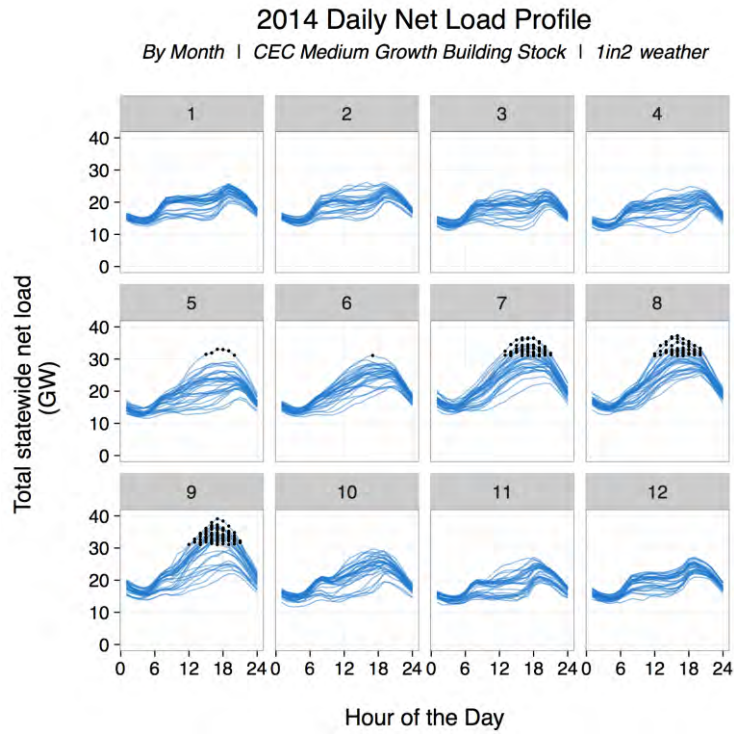 2014 Daily Net Load Profile
By Month | CEC Medium Growth Building Stock | 1in2 weather
1 2 3 4
40
30
20
10
0
5 6 7 8
40
30
20
10
0
9 10 11 12
40
30
20
10
0
0 6 12 18 24 0 6 12 18 24 0 6 12 18 24 0 6 12 18 24
Total statewide net load
(GW)
Hour of the Day